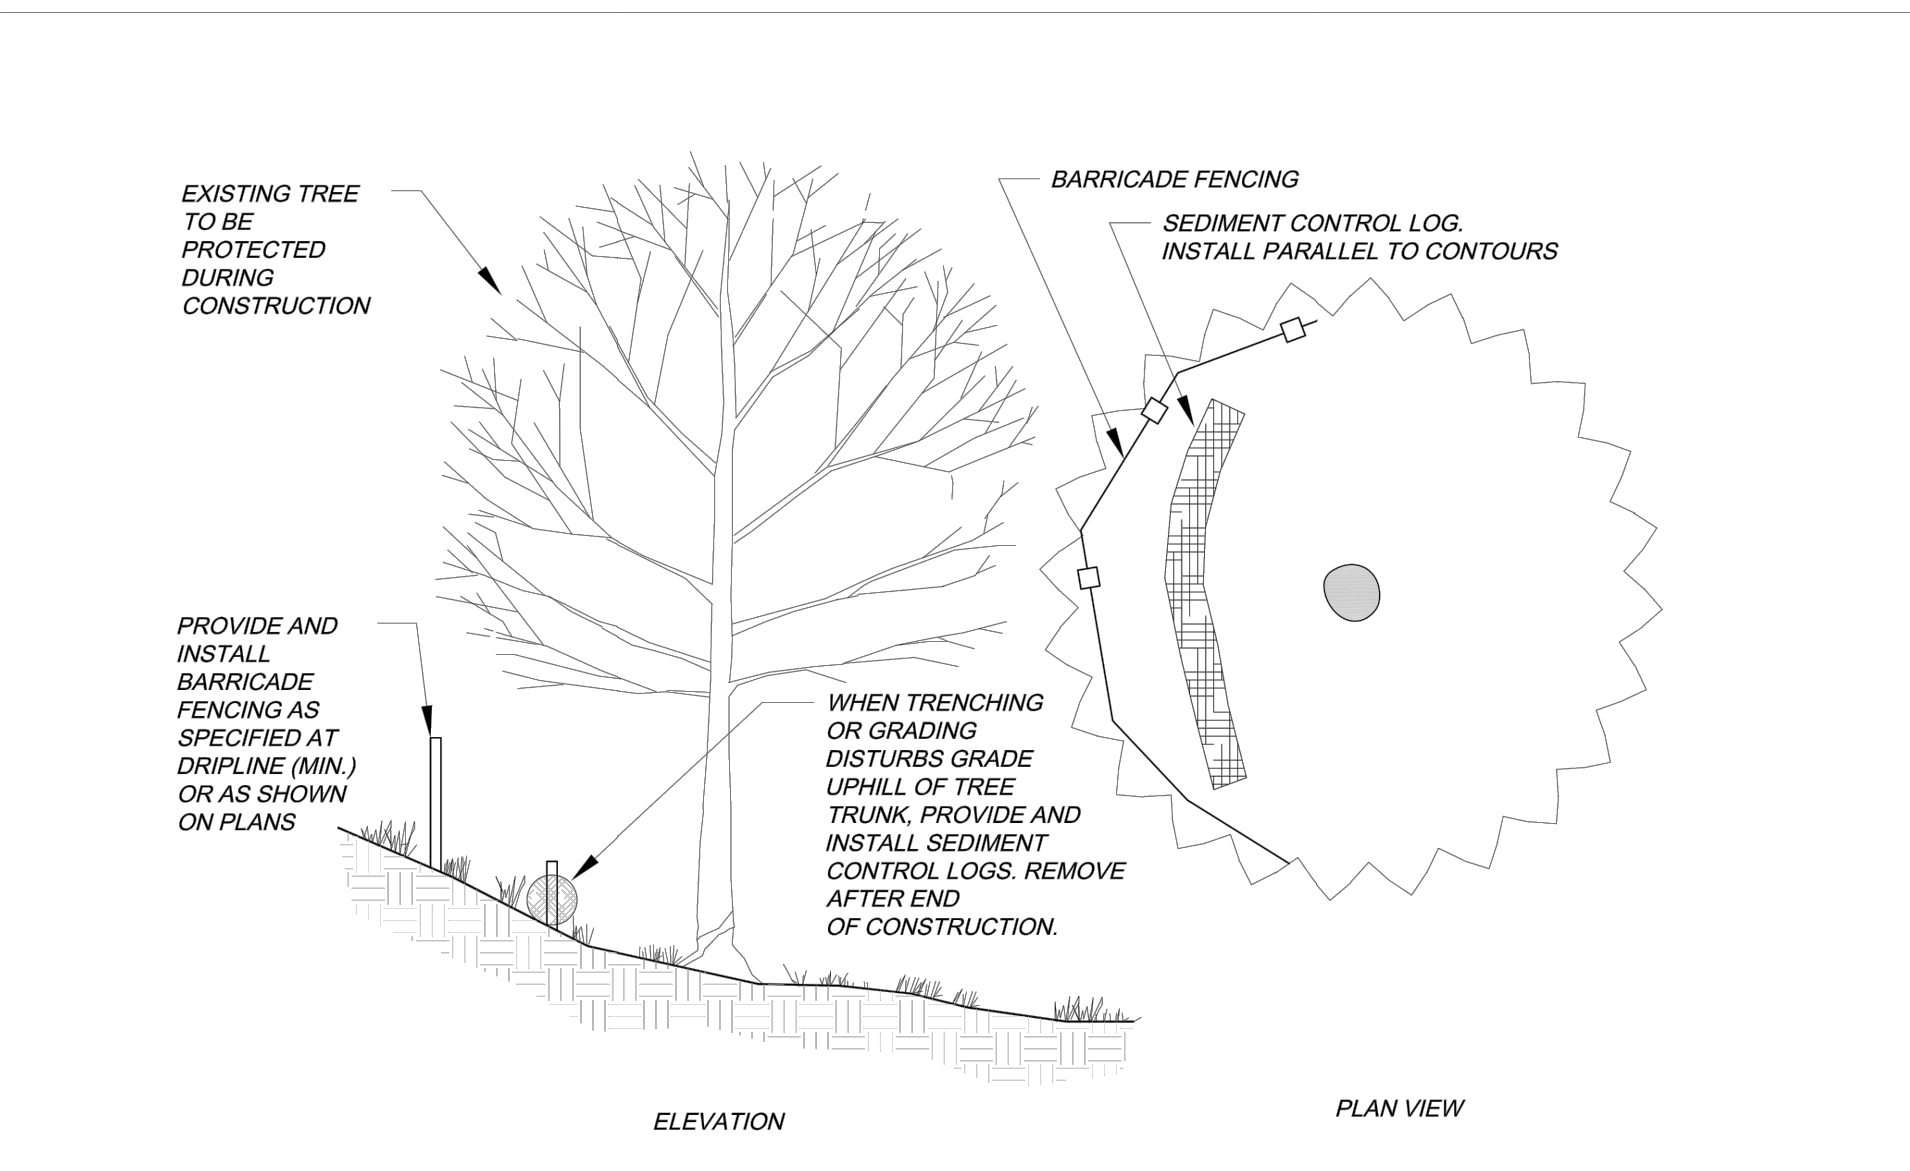 EXISTING TREE
TO BE
PROTECTED
DURING
CONSTRUCTION
BARRICADE FENCING
SEDIMENT CONTROL LOG.
INSTALL PARALLEL TO CONTOURS
PROVIDE AND
INSTALL
BARRICADE
FENCING AS
SPECIFIED AT
DRIPLINE (MIN.)
OR AS SHOWN
ON PLANS
WHEN TRENCHING
OR GRADING
DISTURBS GRADE
UPHILL OF TREE
TRUNK, PROVIDE AND
INSTALL SEDIMENT
CONTROL LOGS. REMOVE
AFTER END
OF CONSTRUCTION.
ELEVATION
PLAN VIEW